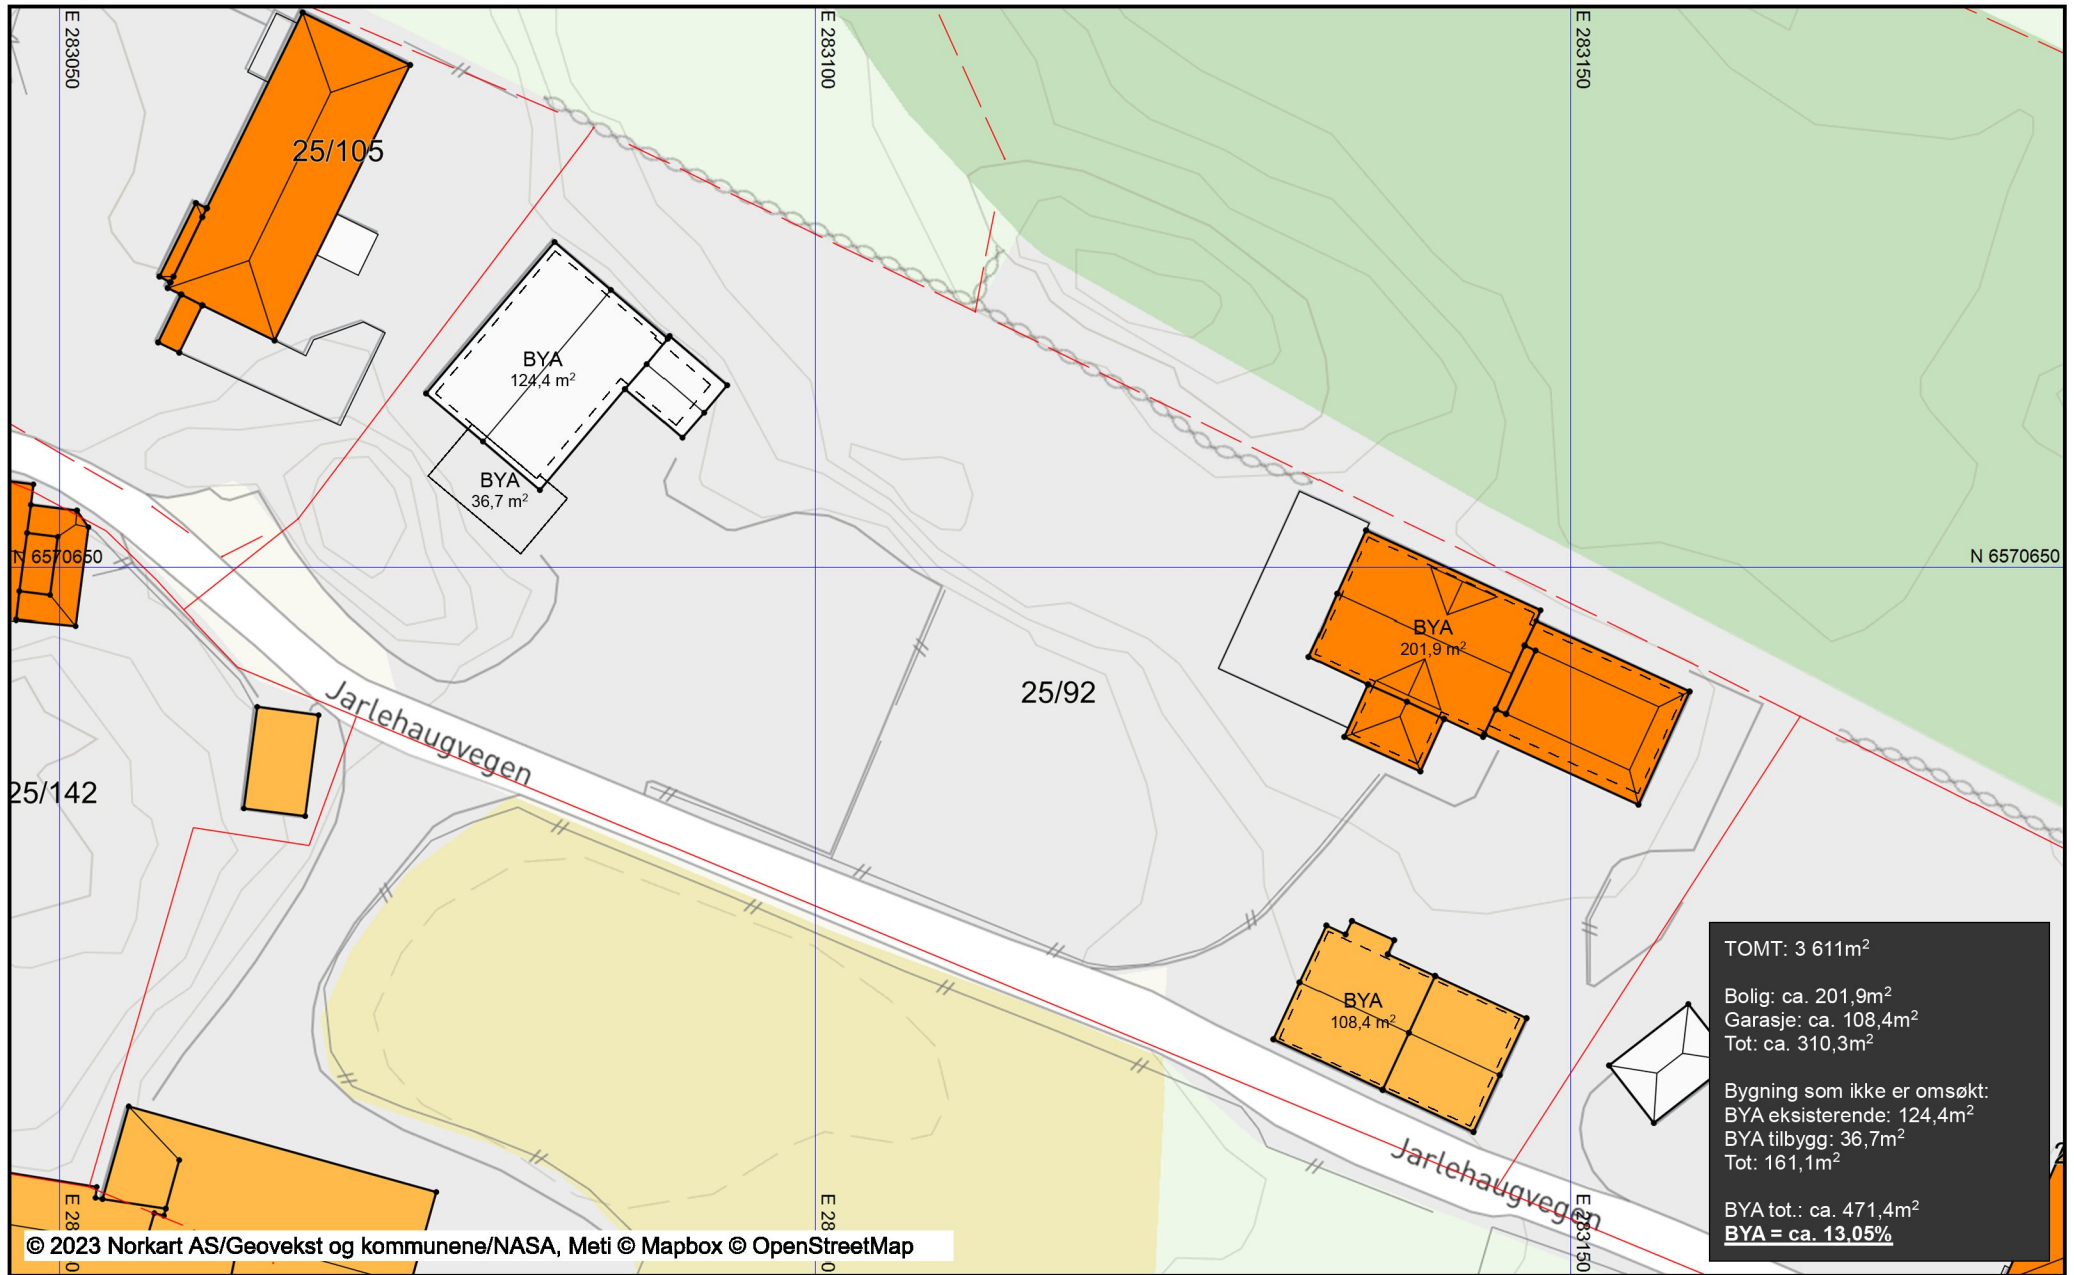 E 283050
E 283100
E 283150
25/105
BYA
124,4 m²
BYA
36,7 m²
N 6570650
N 6570650
BYA
201,9 m²
25/92
Jarlehaugvegen
25/142
BYA
108,4 m²
Jarlehaugvegen
TOMT: 3 611m²
Bolig: ca. 201,9m²
Garasje: ca. 108,4m²
Tot: ca. 310,3m²
Bygning som ikke er omsøkt:
BYA eksisterende: 124,4m²
BYA tilbygg: 36,7m²
Tot: 161,1m²
BYA tot.: ca. 471,4m²
BYA = ca. 13,05%
E 283150
© 2023 Norkart AS/Geovekst og kommunene/NASA, Meti © Mapbox © OpenStreetMap